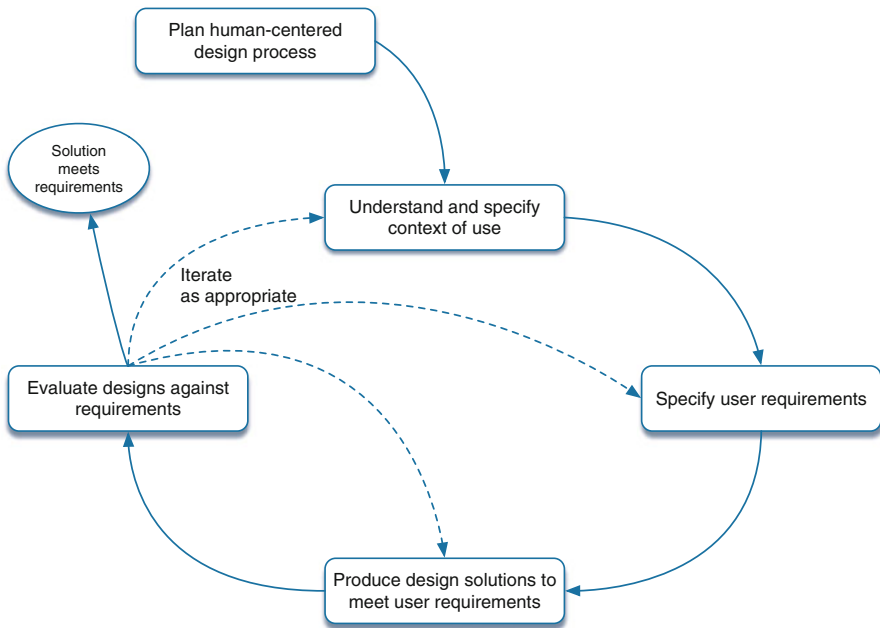 Plan human-centered
design process
Solution
meets
requirements
Understand and specify
context of use
Iterate
as appropriate
Evaluate designs against
requirements
Specify user requirements
Produce design solutions to
meet user requirements